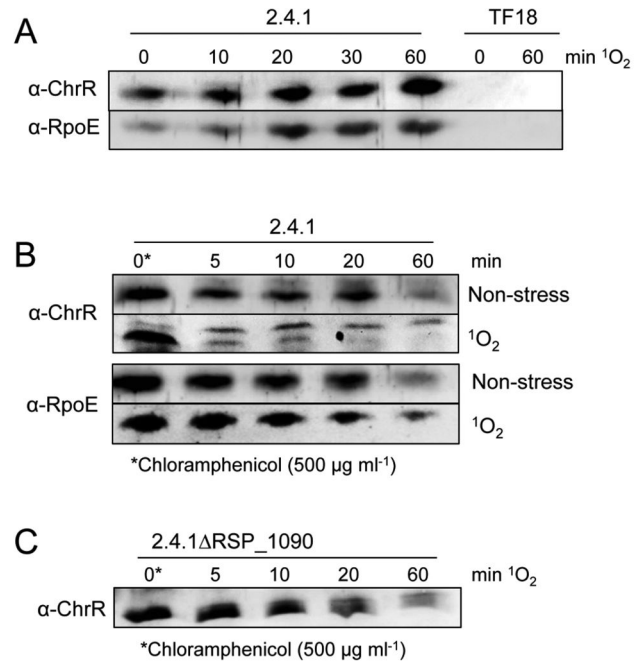 A
2.4.1 TF18
0 10 20 30 60 0 60 min ¹O₂
α-ChrR
α-RpoE
B
2.4.1
0* 5 10 20 60 min
α-ChrR
Non-stress
¹O₂
α-RpoE
Non-stress
¹O₂
*Chloramphenicol (500 µg ml⁻¹)
C
2.4.1ΔRSP_1090
0* 5 10 20 60 min ¹O₂
α-ChrR
*Chloramphenicol (500 µg ml⁻¹)